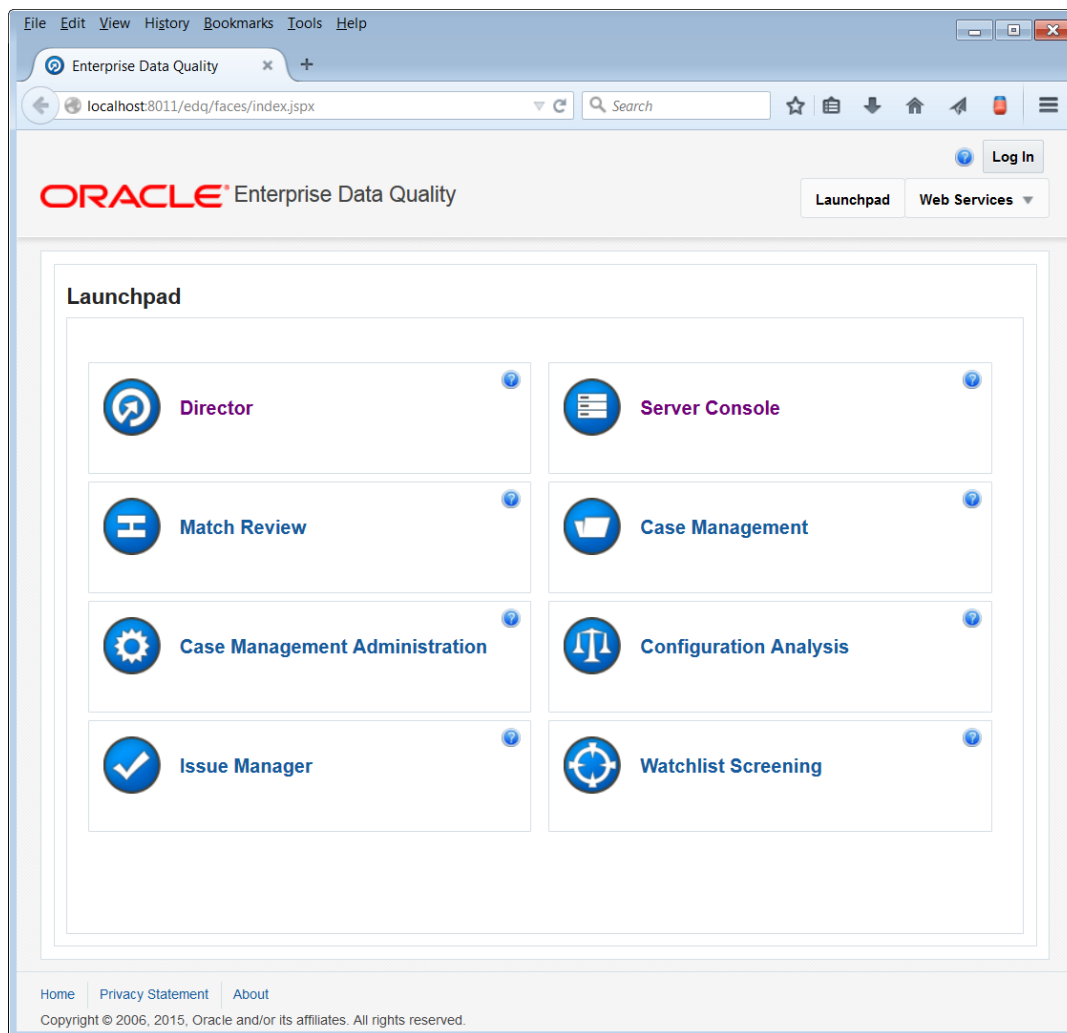 File Edit View History Bookmarks Tools Help
Enterprise Data Quality
localhost:8011/edq/faces/index.jspx Search
Log In
ORACLE® Enterprise Data Quality
Launchpad Web Services
Launchpad
Director Server Console
Match Review Case Management
Case Management Administration Configuration Analysis
Issue Manager Watchlist Screening
Home Privacy Statement About
Copyright © 2006, 2015, Oracle and/or its affiliates. All rights reserved.